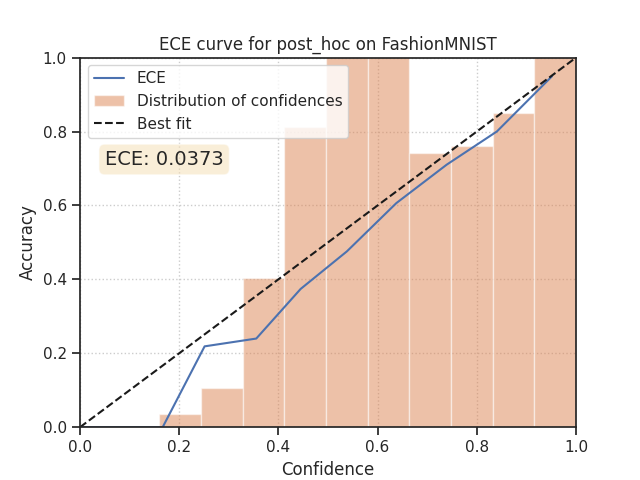 ECE curve for post_hoc on FashionMNIST
1.0
0.8
0.6
0.4
0.2
0.0
Accuracy
ECE
Distribution of confidences
Best fit
ECE: 0.0373
0.0 0.2 0.4 0.6 0.8 1.0
Confidence